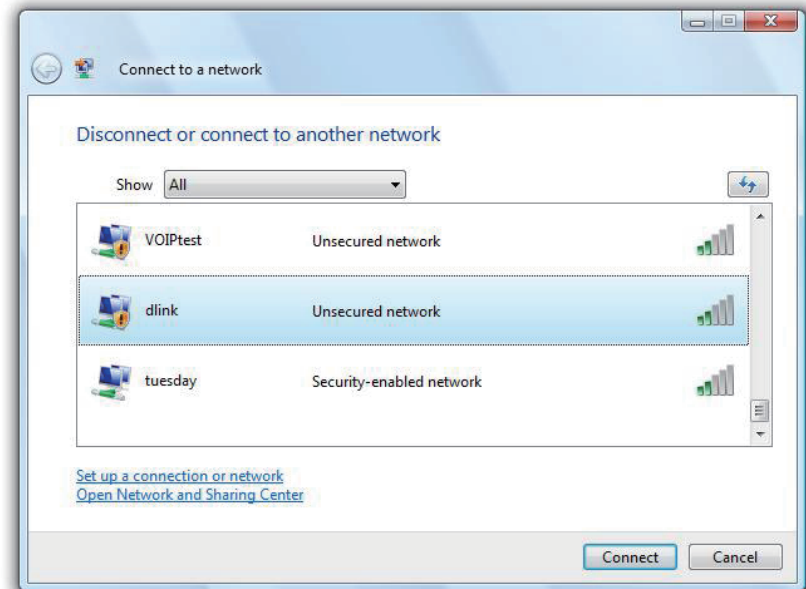 Connect to a network
Disconnect or connect to another network
Show All
VOIPtest Unsecured network
dlink Unsecured network
tuesday Security-enabled network
Set up a connection or network
Open Network and Sharing Center
Connect Cancel